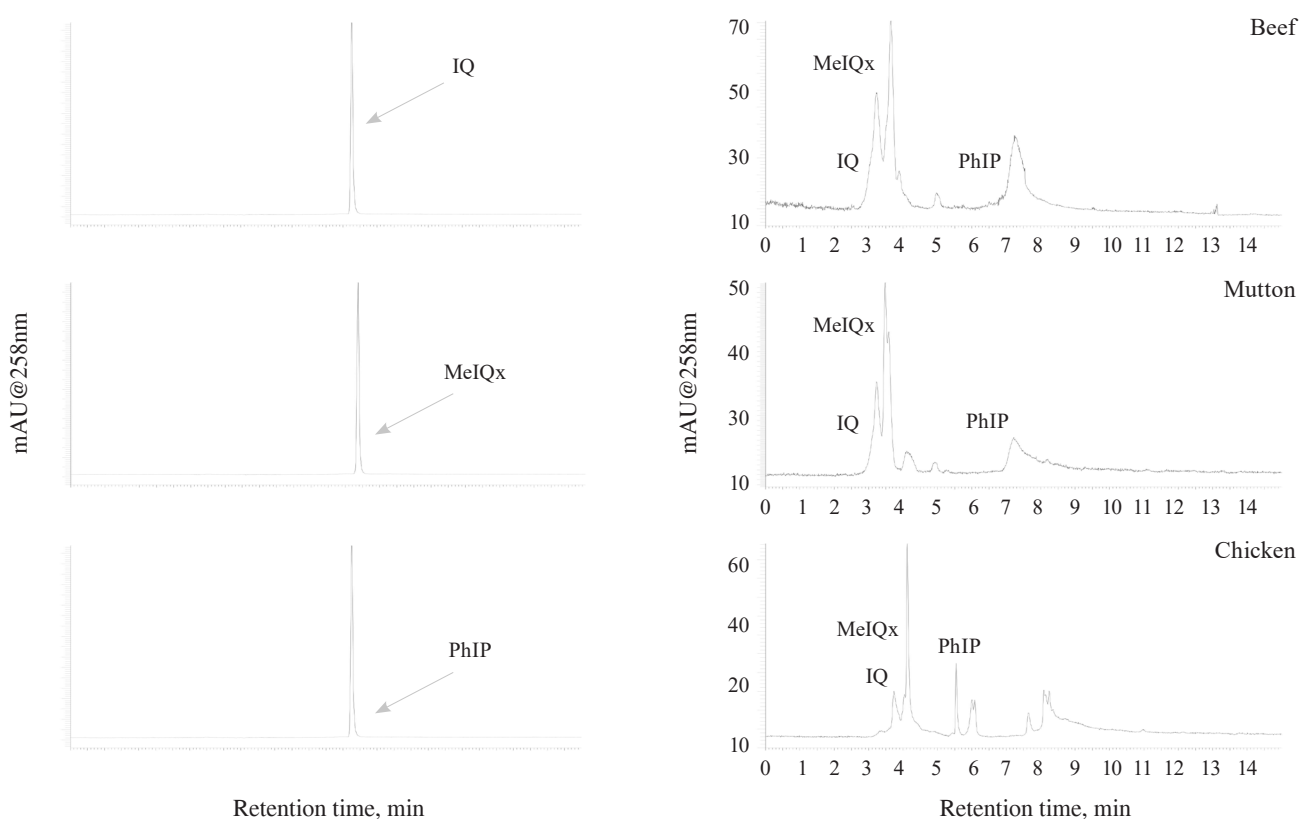 IQ
MeIQx
PhIP
mAU@258nm
Retention time, min
Beef
70
50
30
10
MeIQx
IQ
PhIP
0 1 2 3 4 5 6 7 8 9 10 11 12 13 14
Mutton
50
40
30
10
MeIQx
IQ
PhIP
0 1 2 3 4 5 6 7 8 9 10 11 12 13 14
mAU@258nm
Chicken
60
40
20
10
MeIQx
IQ
PhIP
0 1 2 3 4 5 6 7 8 9 10 11 12 13 14
Retention time, min